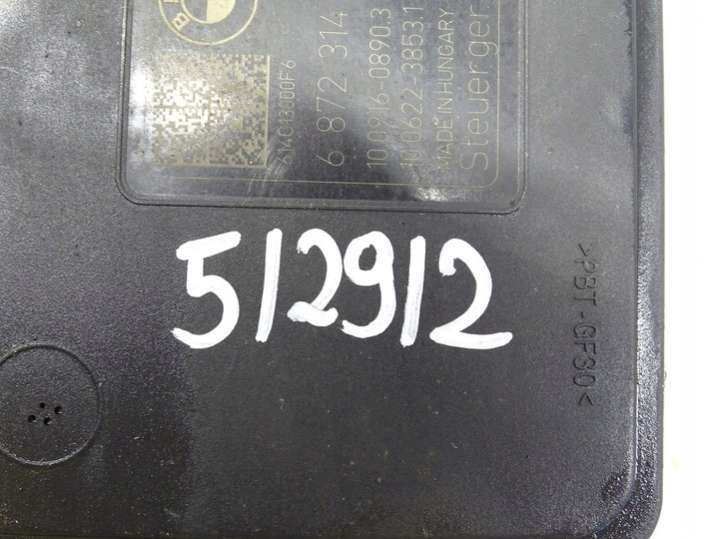 614C13000F6
6 872 314
10.0916-0890.3
10.0622-3853.1
MADE IN HUNGARY
Steuerger
5/29/2
>PBT-GF30<